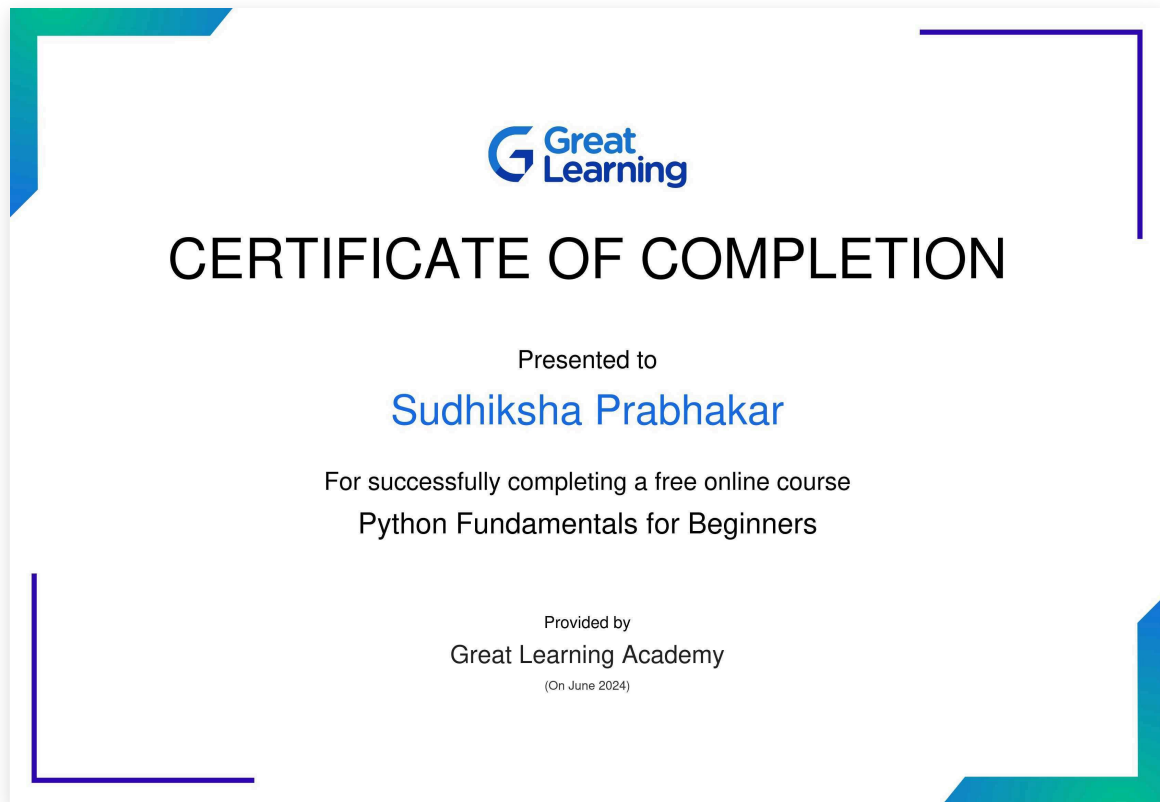 Great
Learning
CERTIFICATE OF COMPLETION
Presented to
Sudhiksha Prabhakar
For successfully completing a free online course
Python Fundamentals for Beginners
Provided by
Great Learning Academy
(On June 2024)